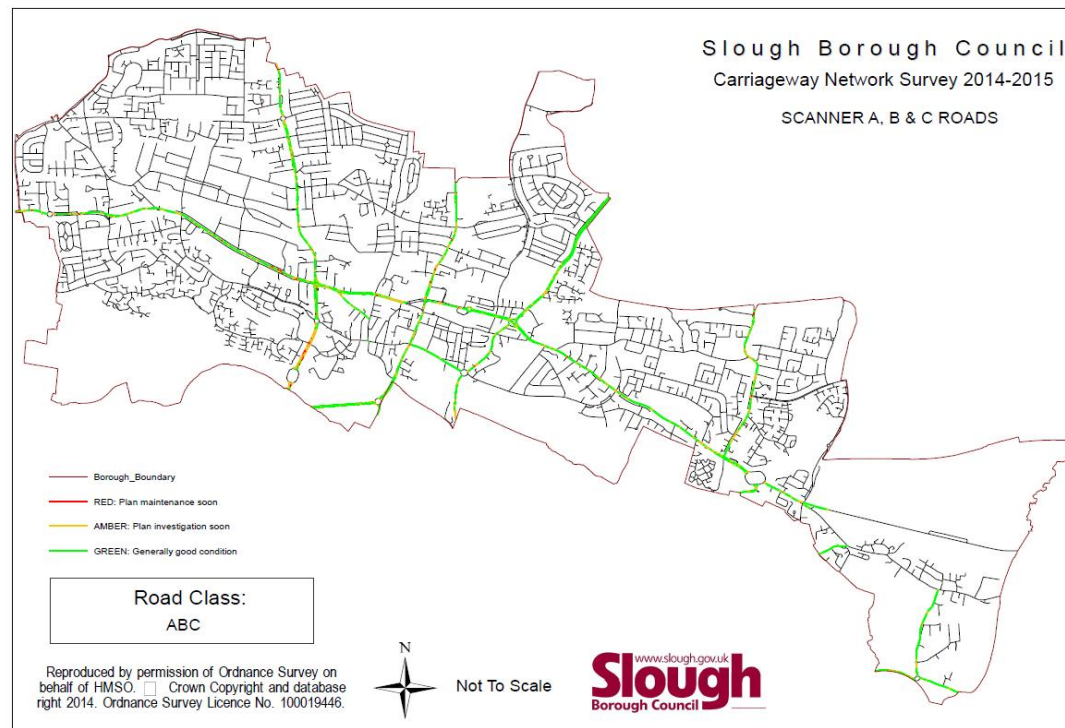 Slough Borough Council
Carriageway Network Survey 2014-2015
SCANNER A, B & C ROADS
Borough_Boundary
RED: Plan maintenance soon
AMBER: Plan investigation soon
GREEN: Generally good condition
Road Class:
ABC
Reproduced by permission of Ordnance Survey on
behalf of HMSO. □ Crown Copyright and database
right 2014. Ordnance Survey Licence No. 100019446.
N
Not To Scale
www.slough.gov.uk
Slough
Borough Council